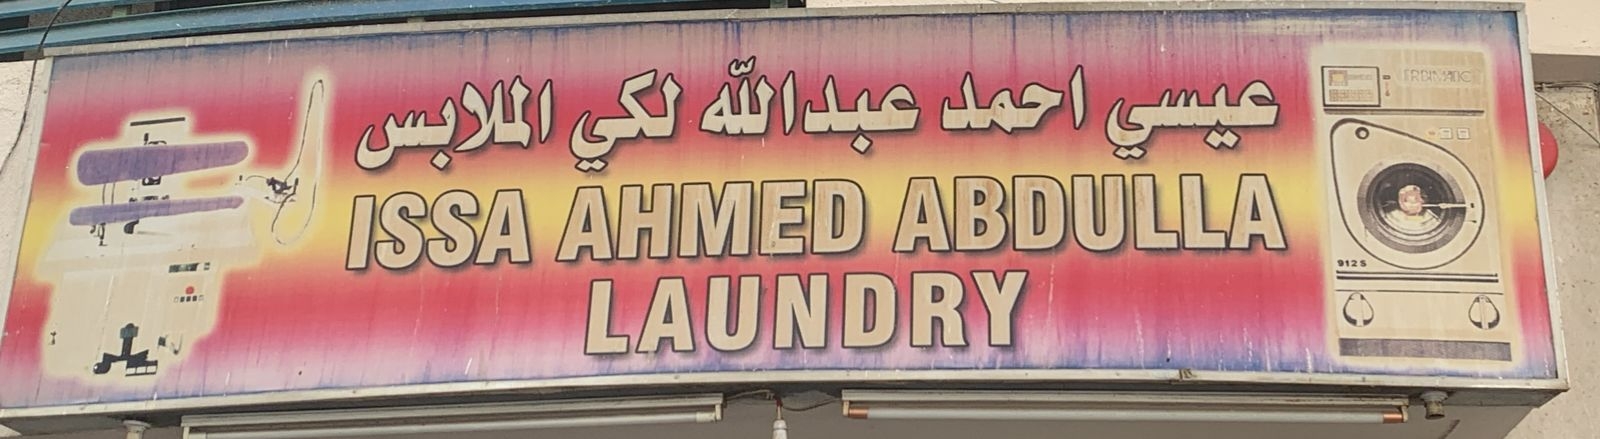 عيسي احمد عبدالله لكي الملابس
ISSA AHMED ABDULLA
LAUNDRY
912 S